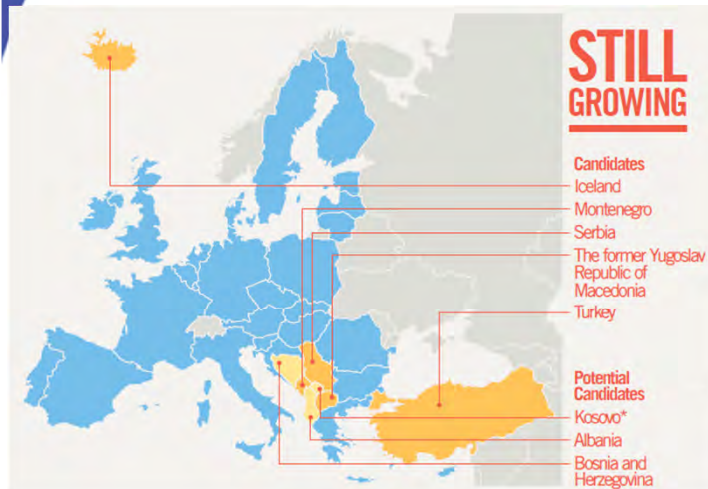 STILL
GROWING
Candidates
Iceland
Montenegro
Serbia
The former Yugoslav
Republic of
Macedonia
Turkey
Potential
Candidates
Kosovo*
Albania
Bosnia and
Herzegovina